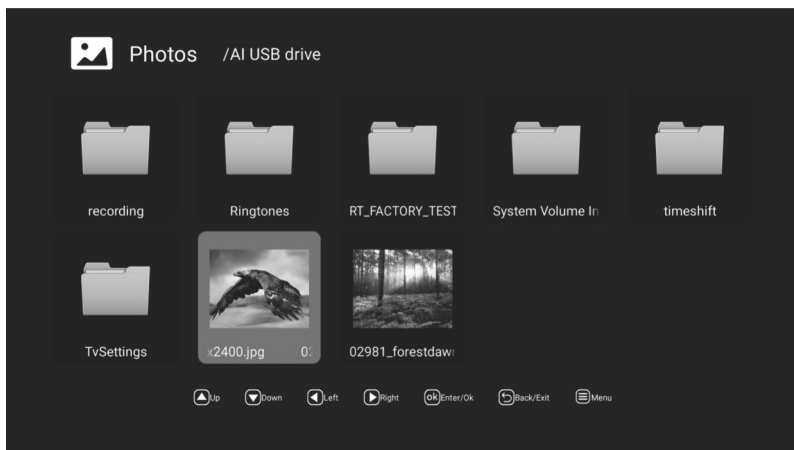 Photos /AI USB drive
recording Ringtones RT_FACTORY_TEST System Volume In timeshift
TvSettings x2400.jpg 02 02981_forestdawn
Up Down Left Right ok Enter/Ok Back/Exit Menu